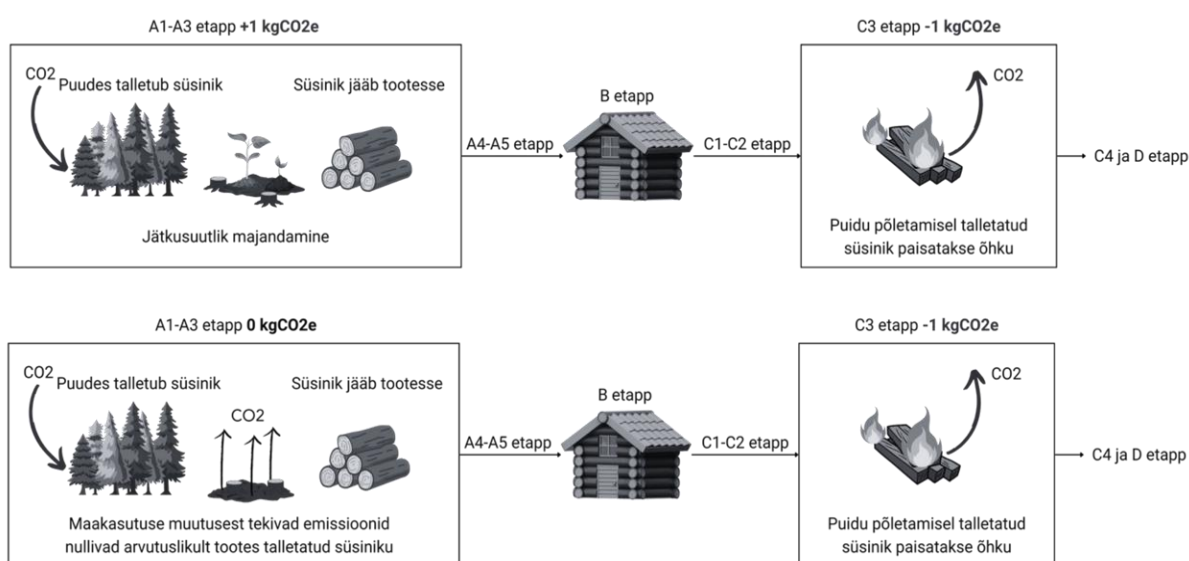 A1-A3 etapp +1 kgCO2e
C3 etapp -1 kgCO2e
CO2
Puudes talletub süsinik
Süsinik jääb tootesse
CO2
B etapp
A4-A5 etapp
C1-C2 etapp
C4 ja D etapp
Jätkusuutlik majandamine
Puidu põletamisel talletatud
süsinik paisatakse õhku
A1-A3 etapp 0 kgCO2e
C3 etapp -1 kgCO2e
CO2
Puudes talletub süsinik
Süsinik jääb tootesse
CO2
CO2
B etapp
A4-A5 etapp
C1-C2 etapp
C4 ja D etapp
Maakasutuse muutusest tekivad emissioonid
nullivad arvutuslikult tootes talletatud süsiniku
Puidu põletamisel talletatud
süsinik paisatakse õhku